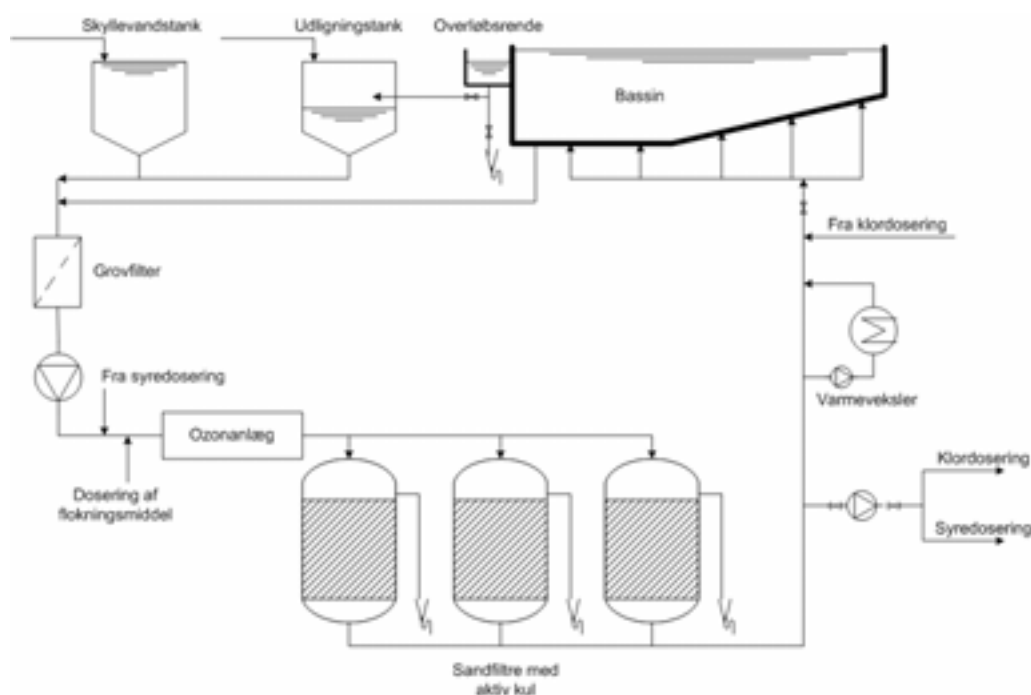 Skyllevandstank
Udligningstank
Overløbsrende
Bassin
Fra klordosering
Grovfilter
Fra syredosering
Varmeveksler
Ozonanlæg
Klordosering
Dosering af
flokningsmiddel
Syredosering
Sandfiltre med
aktiv kul